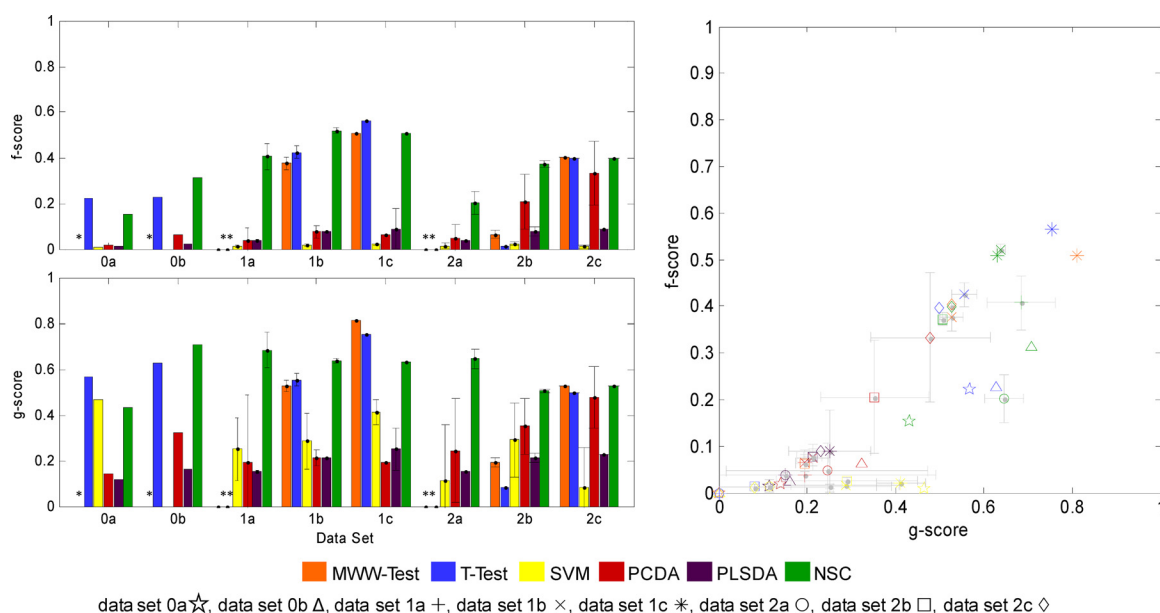 1
0.8
0.6
0.4
0.2
0
f-score
* * ** **
0a 0b 1a 1b 1c 2a 2b 2c
1
0.8
0.6
0.4
0.2
0
g-score
* * ** **
0a 0b 1a 1b 1c 2a 2b 2c
Data Set
1
0.9
0.8
0.7
0.6
0.5
0.4
0.3
0.2
0.1
0
f-score
0 0.2 0.4 0.6 0.8 1
g-score
MWW-Test T-Test SVM PCDA PLSDA NSC
data set 0a☆, data set 0b Δ, data set 1a +, data set 1b ×, data set 1c ✳, data set 2a ○, data set 2b □, data set 2c ◇